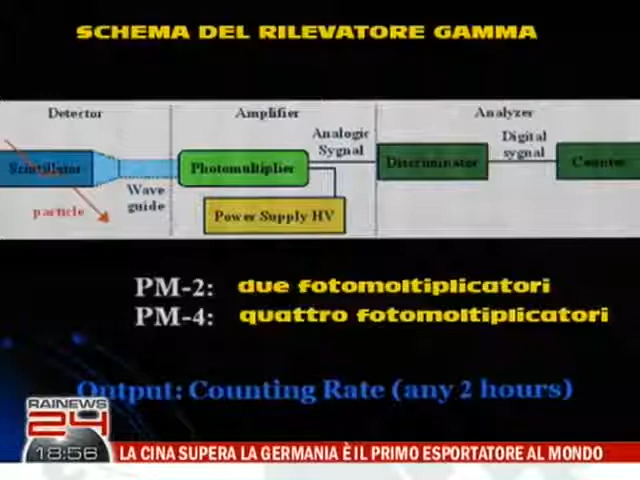 SCHEMA DEL RILEVATORE GAMMA
Detector
Amplifier
Analyzer
Analogic
Sygnal
Digital
sygnal
Scintillator
Photomultiplier
Discriminator
Counter
Wave
guide
particle
Power Supply HV
PM-2: due fotomoltiplicatori
PM-4: quattro fotomoltiplicatori
Output: Counting Rate (any 2 hours)
RAINEWS
24
18:56
LA CINA SUPERA LA GERMANIA È IL PRIMO ESPORTATORE AL MONDO